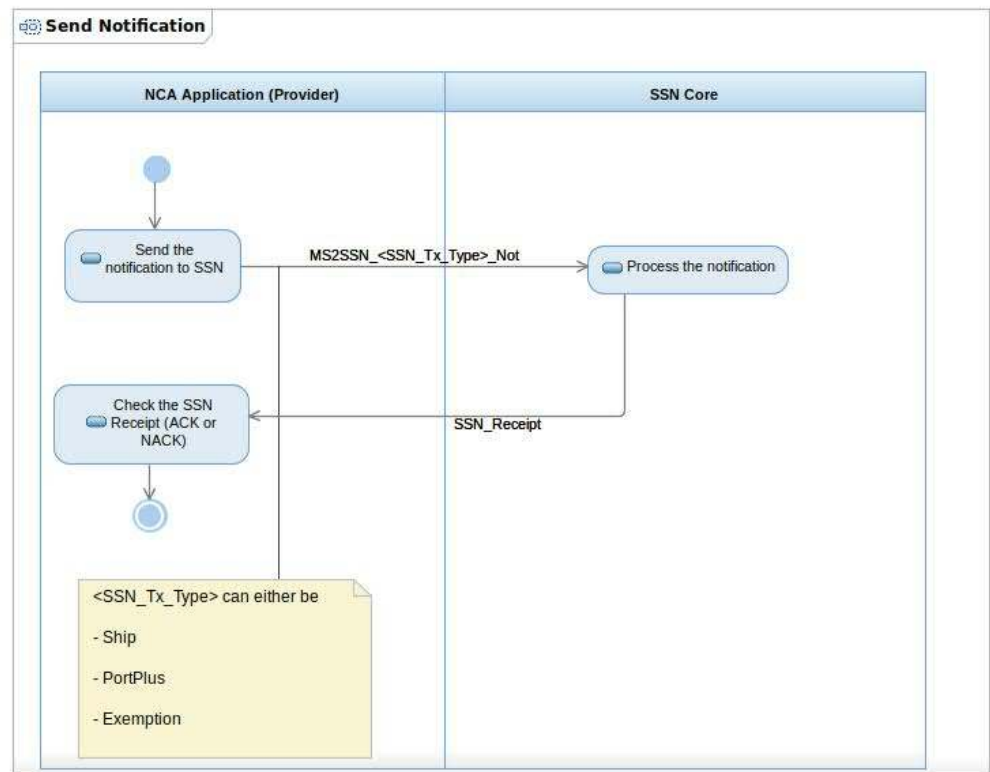 Send Notification
NCA Application (Provider)
SSN Core
Send the
notification to SSN
MS2SSN_<SSN_Tx_Type>_Not
Process the notification
Check the SSN
Receipt (ACK or
NACK)
SSN_Receipt
<SSN_Tx_Type> can either be
- Ship
- PortPlus
- Exemption